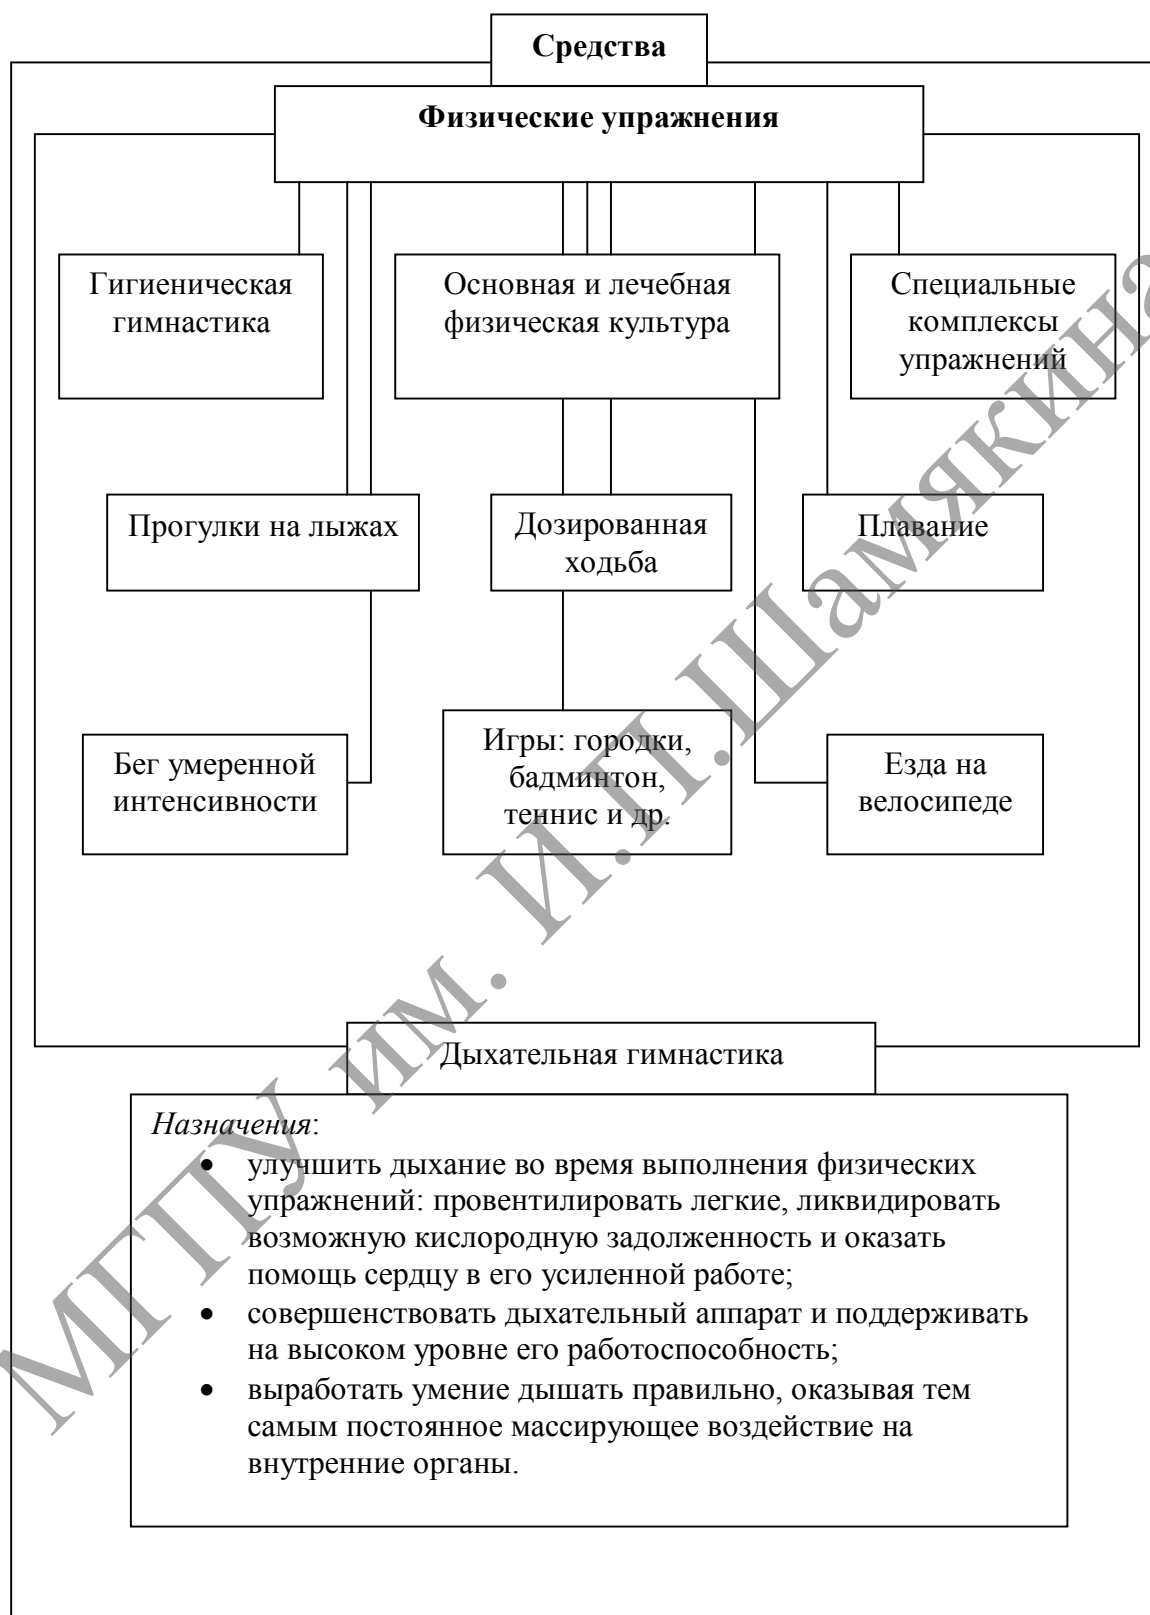 Средства
Физические упражнения
Гигиеническая
гимнастика
Основная и лечебная
физическая культура
Специальные
комплексы
упражнений
Прогулки на лыжах
Дозированная
ходьба
Плавание
Бег умеренной
интенсивности
Игры: городки,
бадминтон,
теннис и др.
Езда на
велосипеде
Дыхательная гимнастика
Назначения:
• улучшить дыхание во время выполнения физических
упражнений: провентилировать легкие, ликвидировать
возможную кислородную задолженность и оказать
помощь сердцу в его усиленной работе;
• совершенствовать дыхательный аппарат и поддерживать
на высоком уровне его работоспособность;
• выработать умение дышать правильно, оказывая тем
самым постоянное массирующее воздействие на
внутренние органы.
МГПУ им. И.П.Шамякина